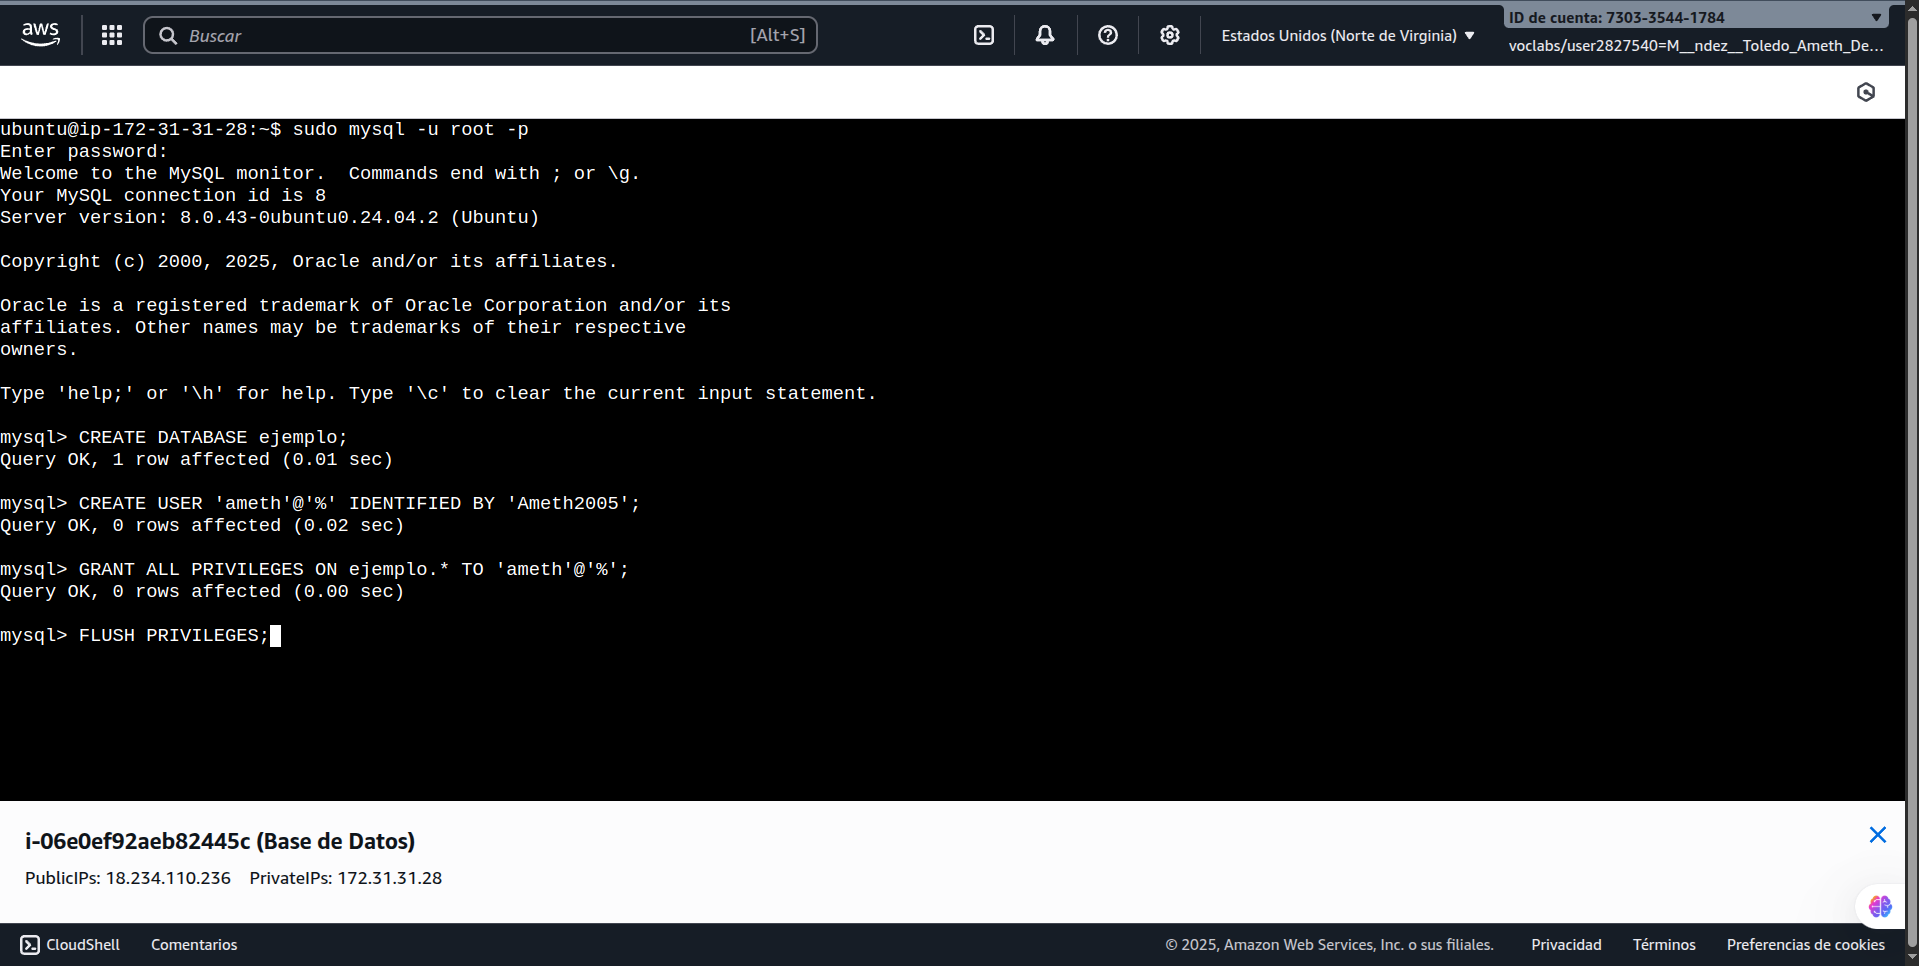 aws
Buscar
[Alt+S]
Estados Unidos (Norte de Virginia)
ID de cuenta: 7303-3544-1784
voclabs/user2827540=M__ndez__Toledo_Ameth_De...
ubuntu@ip-172-31-31-28:~$ sudo mysql -u root -p
Enter password:
Welcome to the MySQL monitor.  Commands end with ; or \g.
Your MySQL connection id is 8
Server version: 8.0.43-0ubuntu0.24.04.2 (Ubuntu)
Copyright (c) 2000, 2025, Oracle and/or its affiliates.
Oracle is a registered trademark of Oracle Corporation and/or its
affiliates. Other names may be trademarks of their respective
owners.
Type 'help;' or '\h' for help. Type '\c' to clear the current input statement.
mysql> CREATE DATABASE ejemplo;
Query OK, 1 row affected (0.01 sec)
mysql> CREATE USER 'ameth'@'%' IDENTIFIED BY 'Ameth2005';
Query OK, 0 rows affected (0.02 sec)
mysql> GRANT ALL PRIVILEGES ON ejemplo.* TO 'ameth'@'%';
Query OK, 0 rows affected (0.00 sec)
mysql> FLUSH PRIVILEGES;
i-06e0ef92aeb82445c (Base de Datos)
PublicIPs: 18.234.110.236    PrivateIPs: 172.31.31.28
CloudShell
Comentarios
© 2025, Amazon Web Services, Inc. o sus filiales.
Privacidad
Términos
Preferencias de cookies